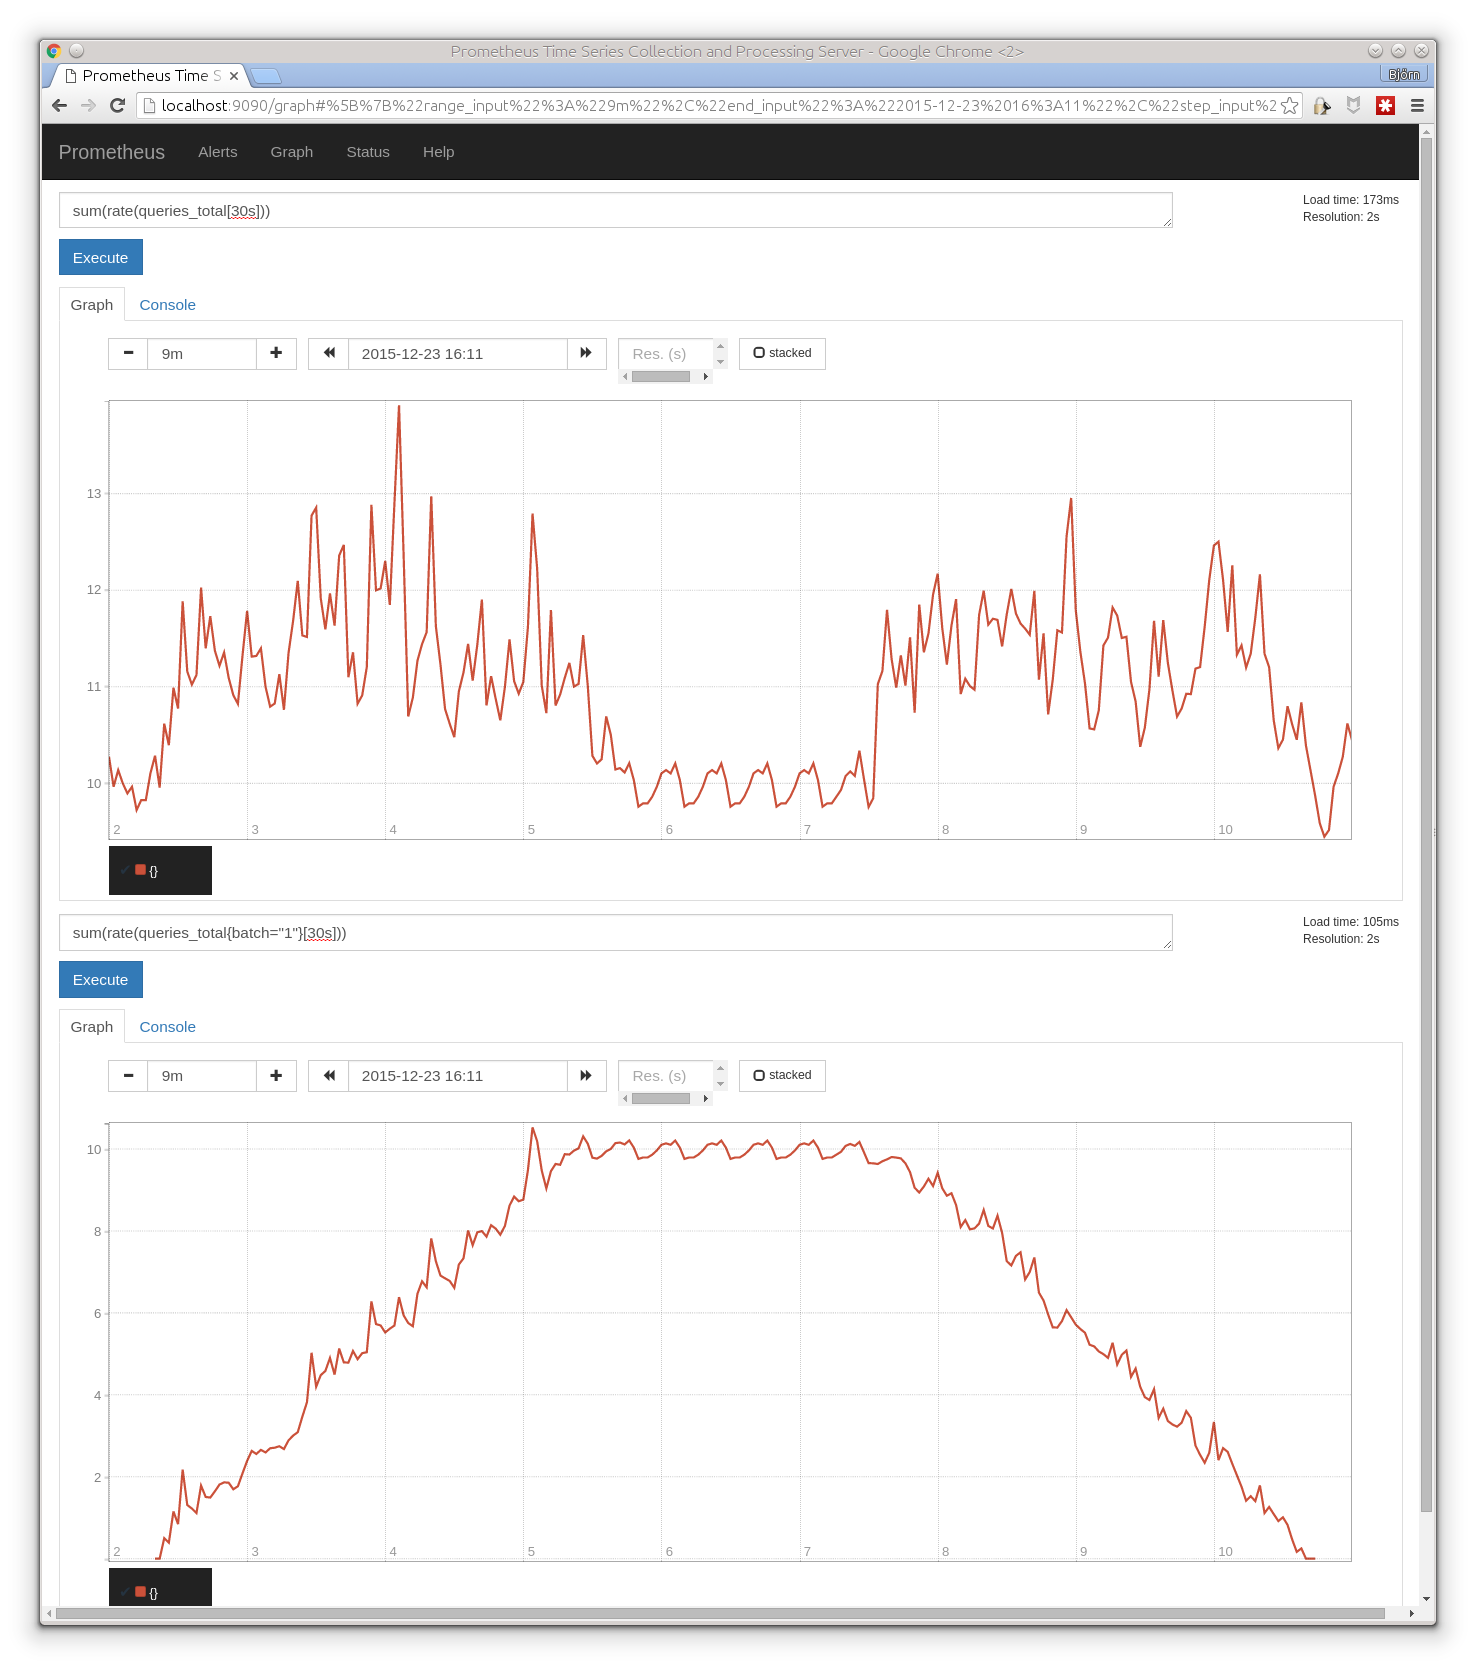 Prometheus Time Series Collection and Processing Server - Google Chrome <2>
Prometheus Time S
Björn
localhost:9090/graph#%5B%7B%22range_input%22%3A%229m%22%2C%22end_input%22%3A%222015-12-23%2016%3A11%22%2C%22step_input%2
Prometheus Alerts Graph Status Help
sum(rate(queries_total[30s]))
Load time: 173ms
Resolution: 2s
Execute
Graph Console
9m 2015-12-23 16:11 Res. (s) stacked
13
12
11
10
2 3 4 5 6 7 8 9 10
{}
sum(rate(queries_total{batch="1"}[30s]))
Load time: 105ms
Resolution: 2s
Execute
Graph Console
9m 2015-12-23 16:11 Res. (s) stacked
10
8
6
4
2
2 3 4 5 6 7 8 9 10
{}